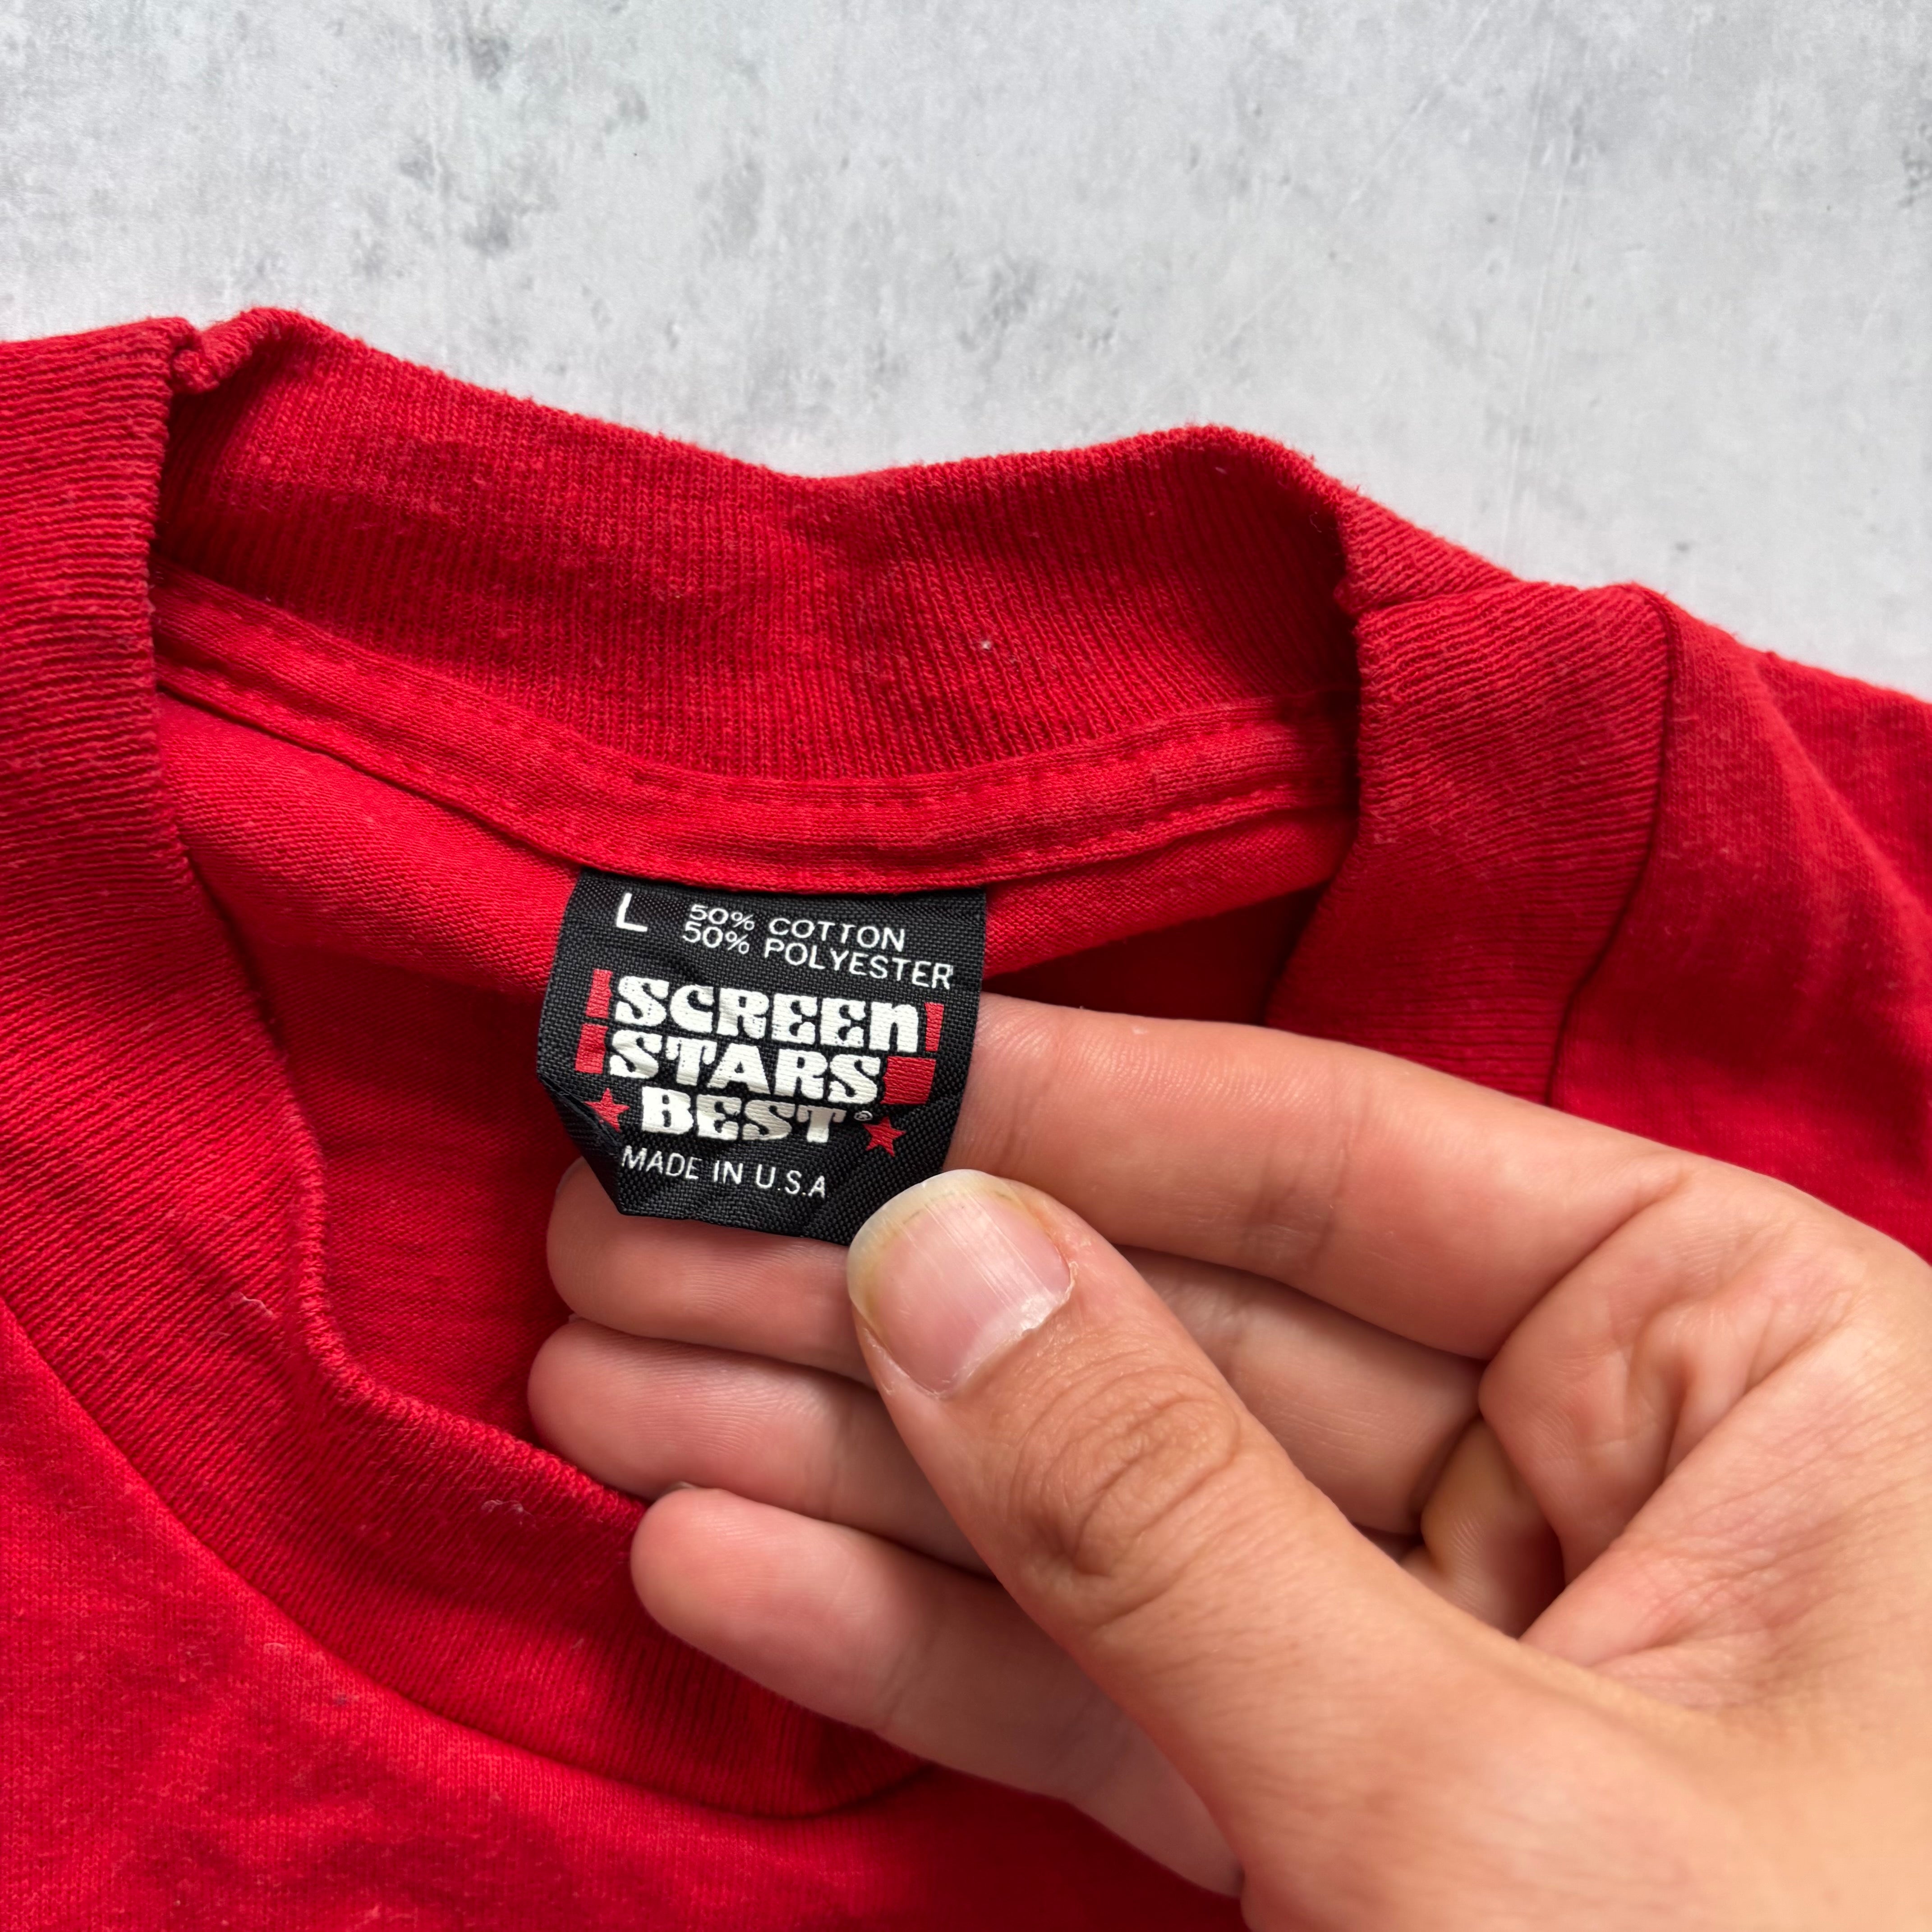 L 50% COTTON
50% POLYESTER
SCREEN
STARS
BEST®
MADE IN U.S.A